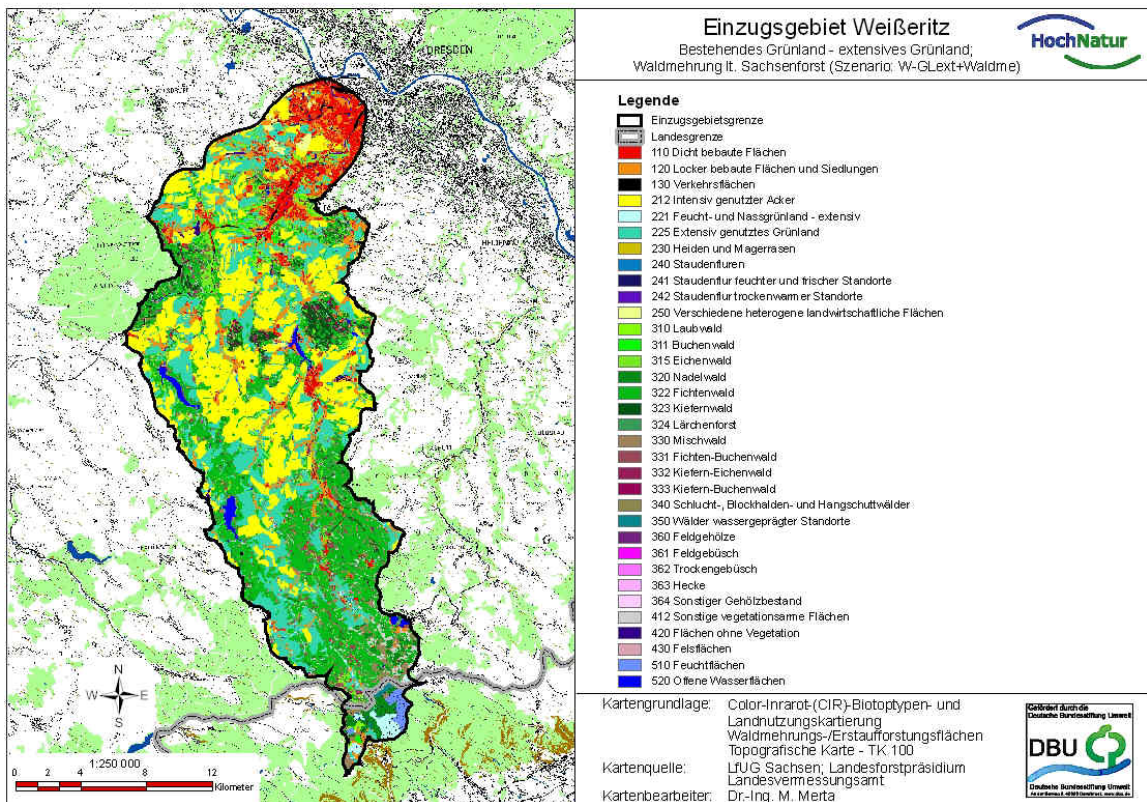 Einzugsgebiet Weißeritz
Bestehendes Grünland - extensives Grünland;
Waldmehrung lt. Sachsenforst (Szenario: W-GLext+Waldme)
HochNatur
Legende
Einzugsgebietsgrenze
Landesgrenze
110 Dicht bebaute Flächen
120 Locker bebaute Flächen und Siedlungen
130 Verkehrsflächen
212 Intensiv genutzter Acker
221 Feucht- und Nassgrünland - extensiv
225 Extensiv genutztes Grünland
230 Heiden und Magerrasen
240 Staudenfluren
241 Staudenflur feuchter und frischer Standorte
242 Staudenflur trockenwarmer Standorte
250 Verschiedene heterogene landwirtschaftliche Flächen
310 Laubwald
311 Buchenwald
315 Eichenwald
320 Nadelwald
322 Fichtenwald
323 Kiefernwald
324 Lärchenforst
330 Mischwald
331 Fichten-Buchenwald
332 Kiefern-Eichenwald
333 Kiefern-Buchenwald
340 Schlucht-, Blockhalden- und Hangschuttwälder
350 Wälder wassergeprägter Standorte
360 Feldgehölze
361 Feldgebüsch
362 Trockengebüsch
363 Hecke
364 Sonstiger Gehölzbestand
412 Sonstige vegetationsarme Flächen
420 Flächen ohne Vegetation
430 Felsflächen
510 Feuchtflächen
520 Offene Wasserflächen
Kartengrundlage: Color-Inrarot-(CIR)-Biotoptypen- und
Landnutzungskartierung
Waldmehrungs-/Erstaufforstungsflächen
Topografische Karte - TK 100
Kartenquelle: LfUG Sachsen; Landesforstpräsidium
Landesvermessungsamt
Kartenbearbeiter: Dr.-Ing. M. Merta
Gefördert durch die
Deutsche Bundesstiftung Umwelt
DBU
Deutsche Bundesstiftung Umwelt
DRESDEN
N
W E
S
1:250 000
0 2 4 8 12
Kilometer